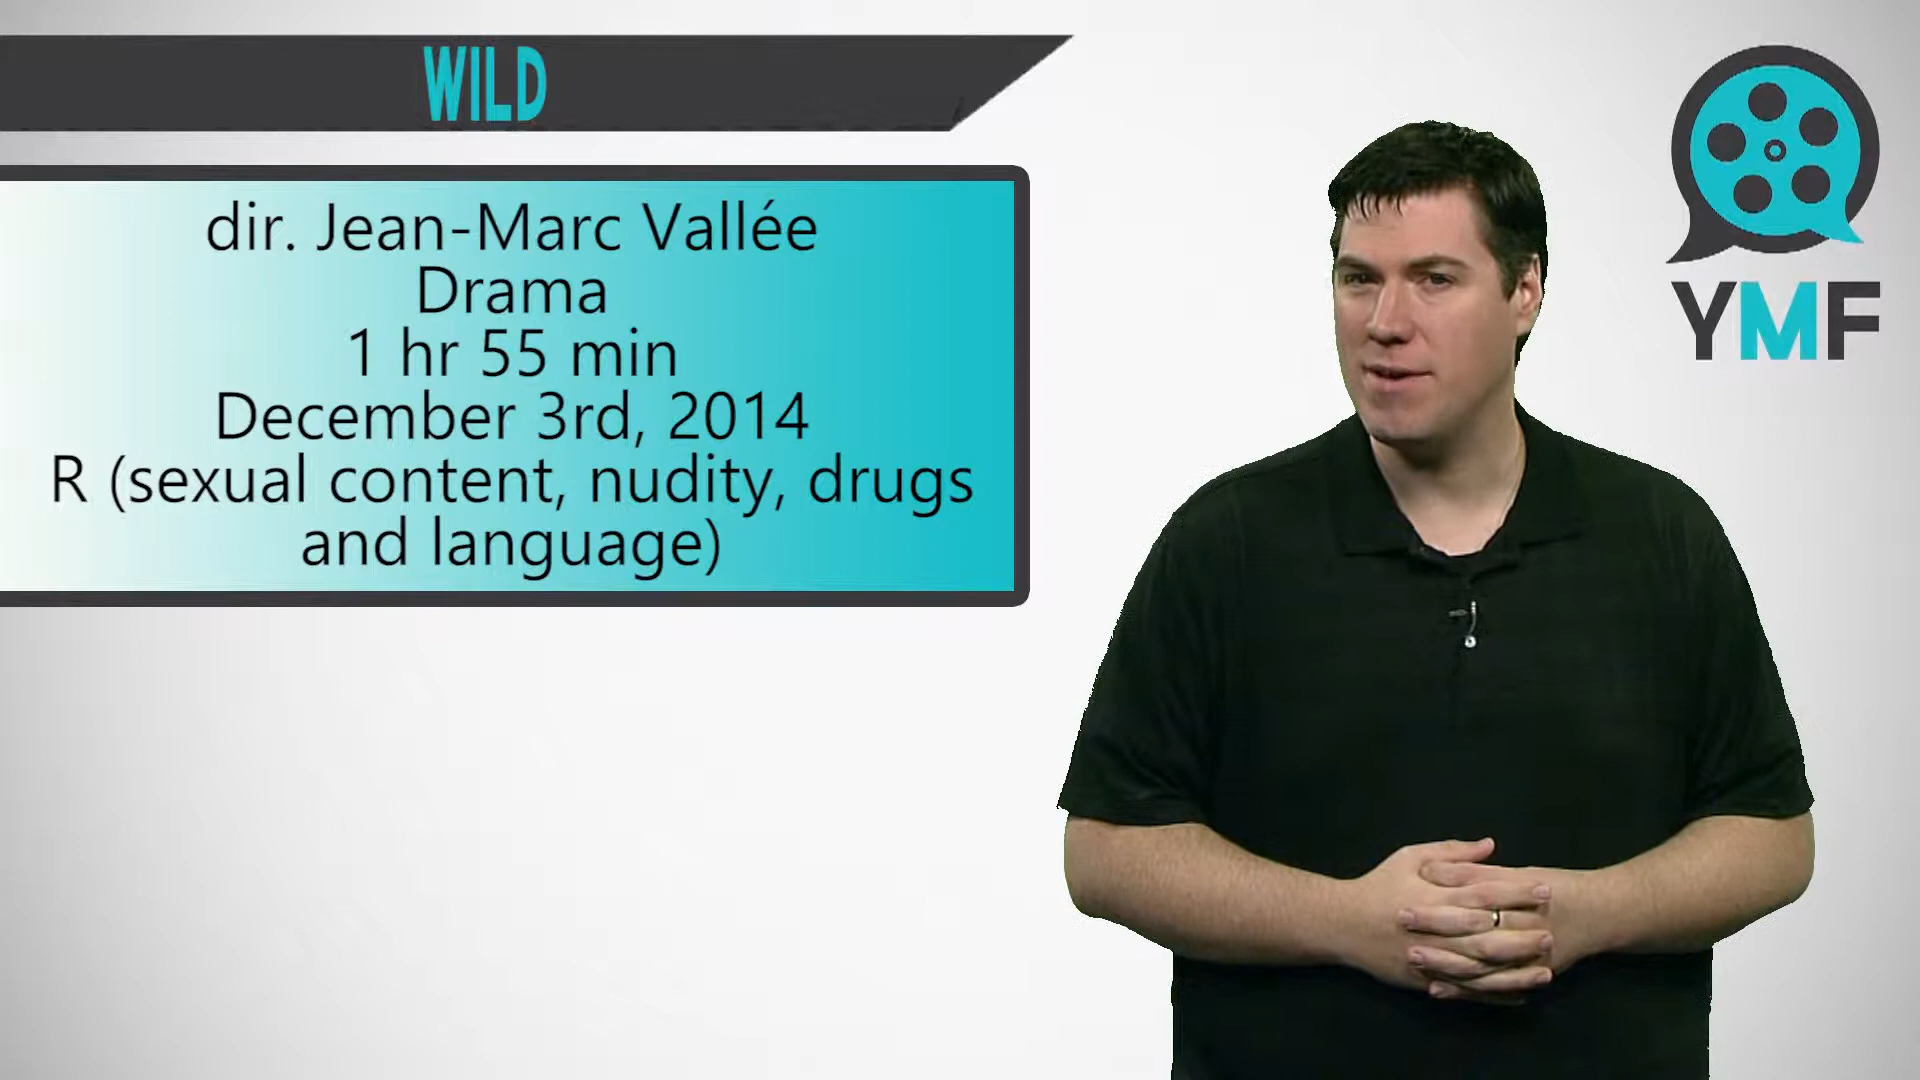 WILD
dir. Jean-Marc Vallée
Drama
1 hr 55 min
December 3rd, 2014
R (sexual content, nudity, drugs
and language)
YMF